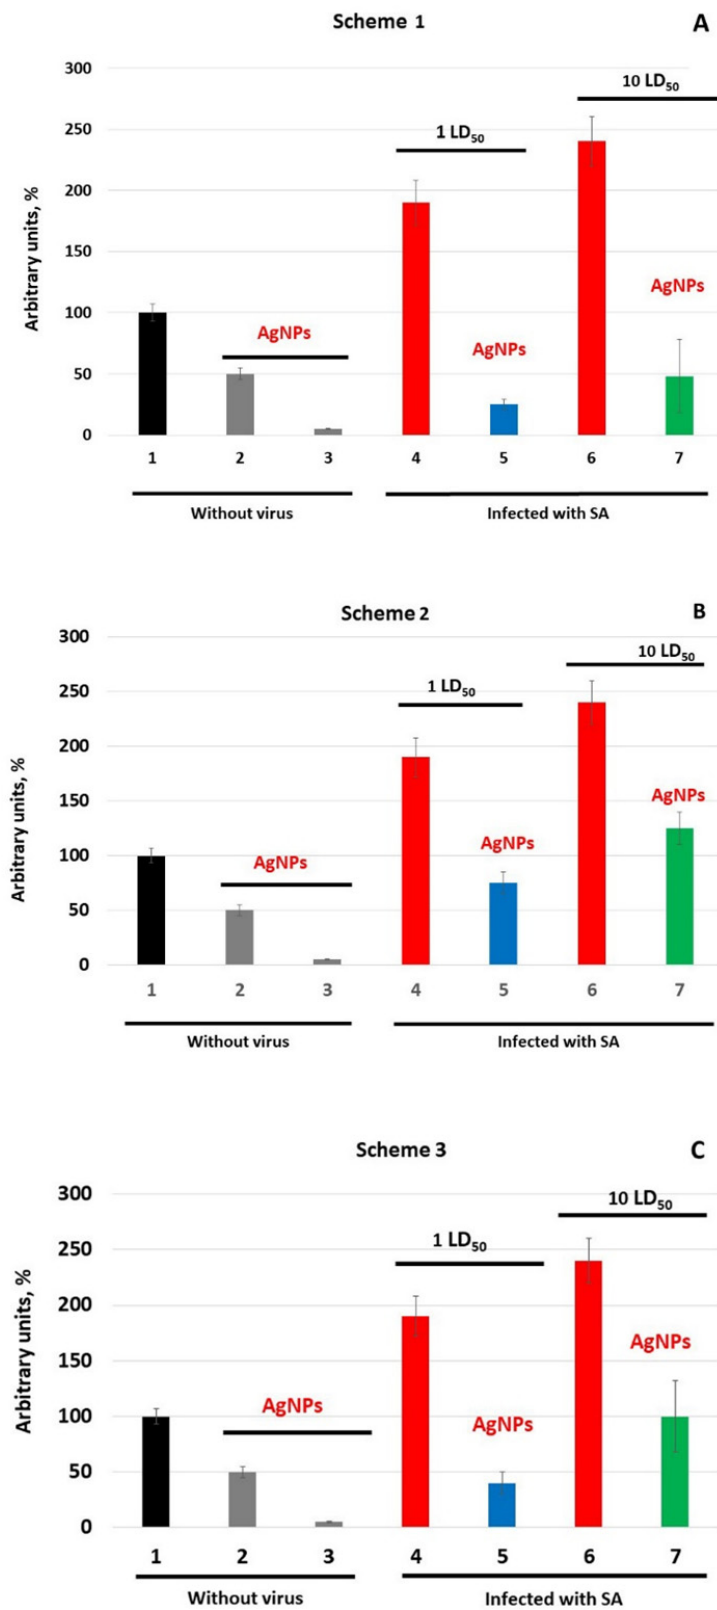 Scheme 1
A
Arbitrary units, %
300
250
200
150
100
50
0
10 LD₅₀
1 LD₅₀
AgNPs
AgNPs
AgNPs
1 2 3 4 5 6 7
Without virus Infected with SA
Scheme 2
B
Arbitrary units, %
300
250
200
150
100
50
0
10 LD₅₀
1 LD₅₀
AgNPs
AgNPs
AgNPs
1 2 3 4 5 6 7
Without virus Infected with SA
Scheme 3
C
Arbitrary units, %
300
250
200
150
100
50
0
10 LD₅₀
1 LD₅₀
AgNPs
AgNPs
AgNPs
1 2 3 4 5 6 7
Without virus Infected with SA